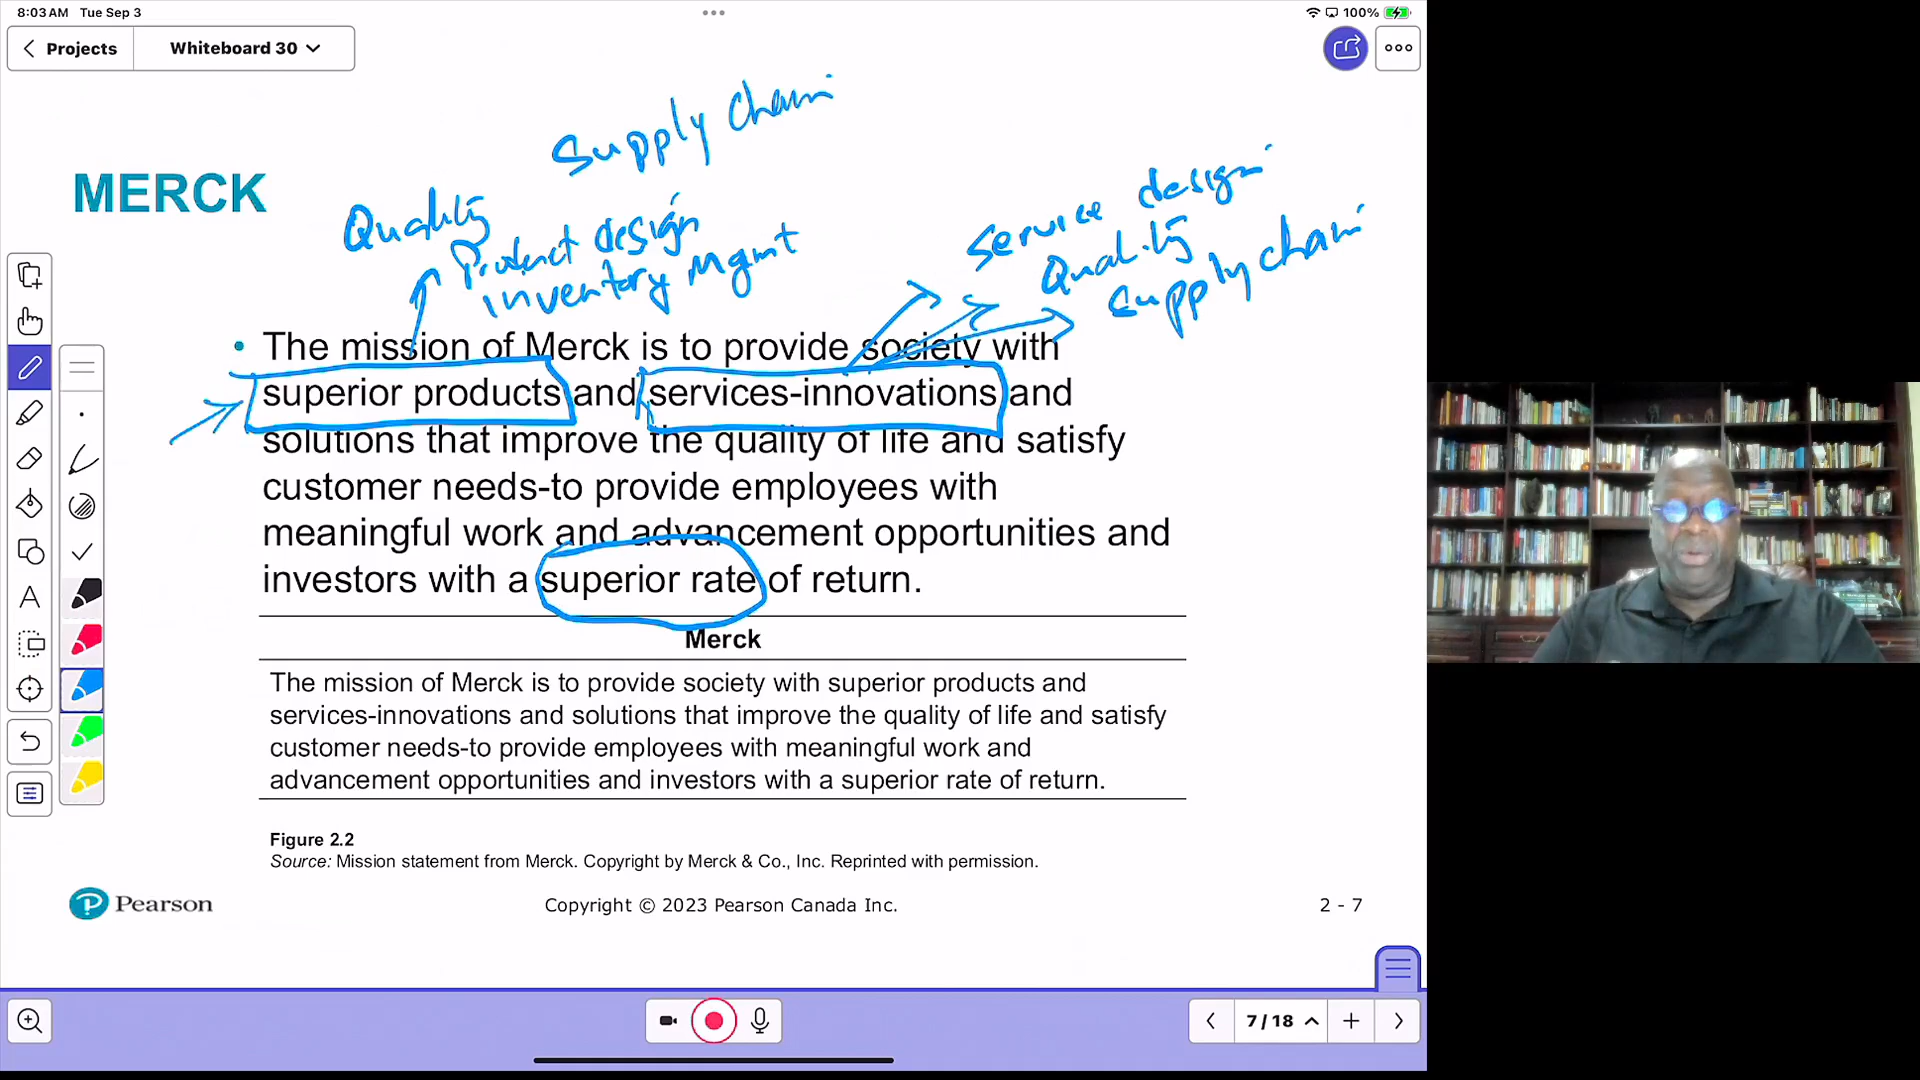 8:03 AM Tue Sep 3
100%
Projects
Whiteboard 30
Supply Chain
MERCK
Quality
Product design
inventory Mgmt
Service design
Quality
Supply chain
• The mission of Merck is to provide society with
superior products and services-innovations and
solutions that improve the quality of life and satisfy
customer needs-to provide employees with
meaningful work and advancement opportunities and
investors with a superior rate of return.
Merck
The mission of Merck is to provide society with superior products and
services-innovations and solutions that improve the quality of life and satisfy
customer needs-to provide employees with meaningful work and
advancement opportunities and investors with a superior rate of return.
Figure 2.2
Source: Mission statement from Merck. Copyright by Merck & Co., Inc. Reprinted with permission.
Pearson
Copyright © 2023 Pearson Canada Inc.
2 - 7
7 / 18